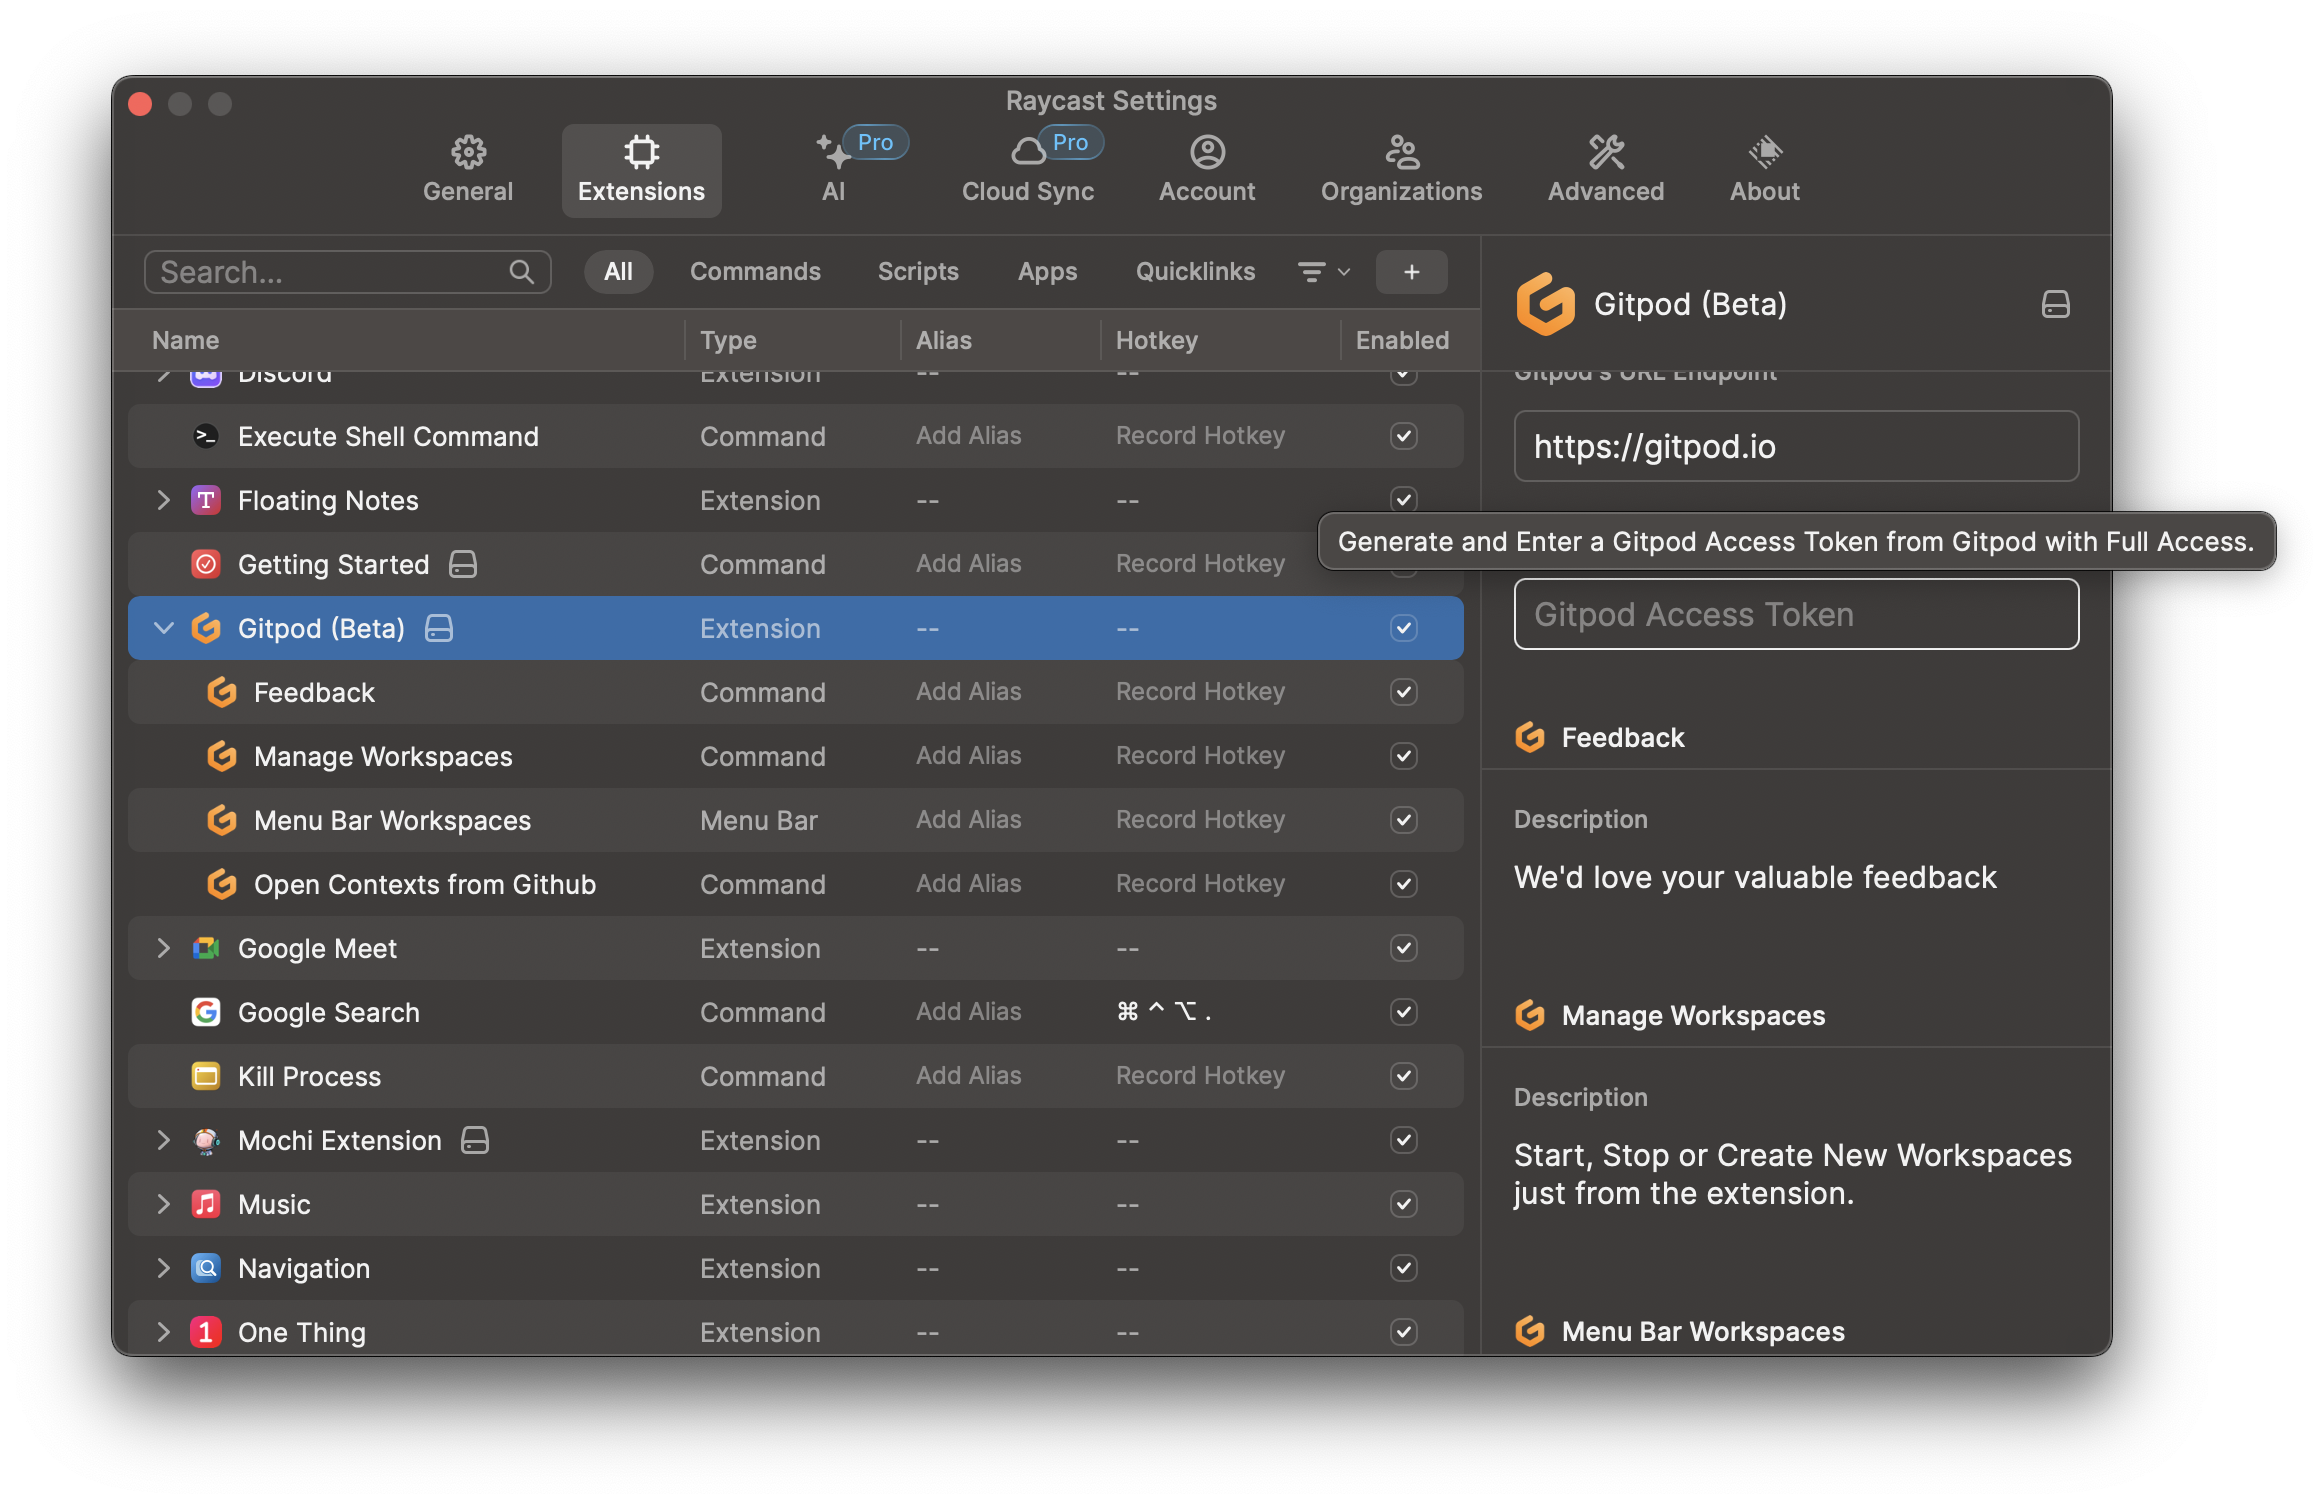 Raycast Settings
General
Extensions
Pro
AI
Pro
Cloud Sync
Account
Organizations
Advanced
About
Search...
All
Commands
Scripts
Apps
Quicklinks
+
Name Type Alias Hotkey Enabled
Discord Extension -- --
Execute Shell Command Command Add Alias Record Hotkey
Floating Notes Extension -- --
Getting Started Command Add Alias Record Hotkey
Gitpod (Beta) Extension -- --
Feedback Command Add Alias Record Hotkey
Manage Workspaces Command Add Alias Record Hotkey
Menu Bar Workspaces Menu Bar Add Alias Record Hotkey
Open Contexts from Github Command Add Alias Record Hotkey
Google Meet Extension -- --
Google Search Command Add Alias ⌘ ^ ⌥ .
Kill Process Command Add Alias Record Hotkey
Mochi Extension Extension -- --
Music Extension -- --
Navigation Extension -- --
1 One Thing Extension -- --
Gitpod (Beta)
Gitpod's URL Endpoint
https://gitpod.io
Generate and Enter a Gitpod Access Token from Gitpod with Full Access.
Gitpod Access Token
Feedback
Description
We'd love your valuable feedback
Manage Workspaces
Description
Start, Stop or Create New Workspaces
just from the extension.
Menu Bar Workspaces